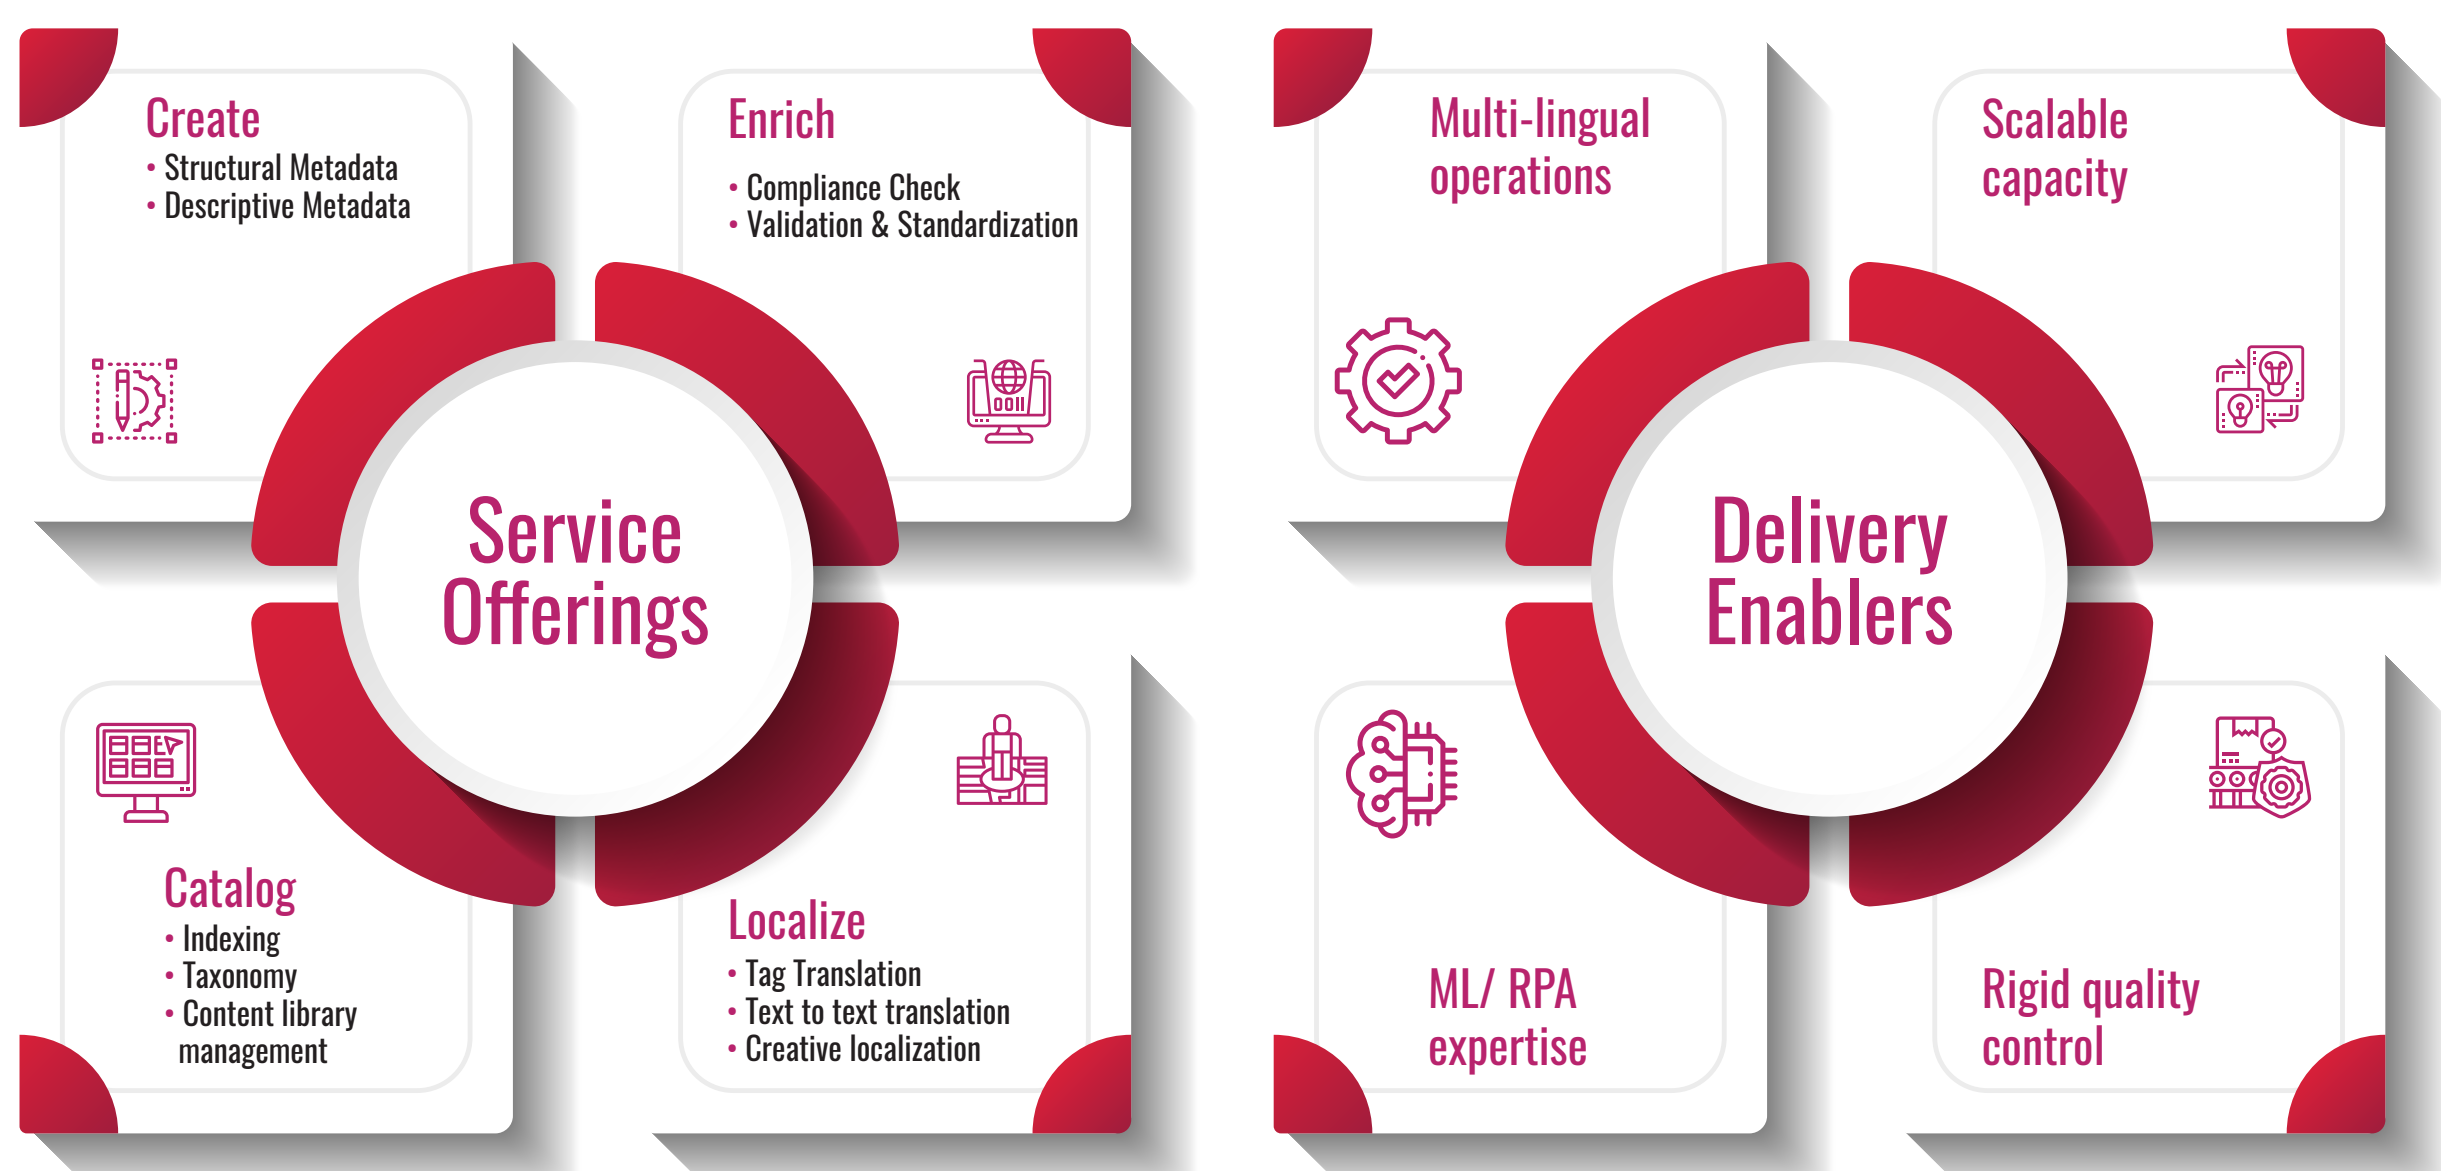 Create
• Structural Metadata
• Descriptive Metadata
Enrich
• Compliance Check
• Validation & Standardization
Service
Offerings
Catalog
• Indexing
• Taxonomy
• Content library
management
Localize
• Tag Translation
• Text to text translation
• Creative localization
Multi-lingual
operations
Scalable
capacity
Delivery
Enablers
ML/ RPA
expertise
Rigid quality
control